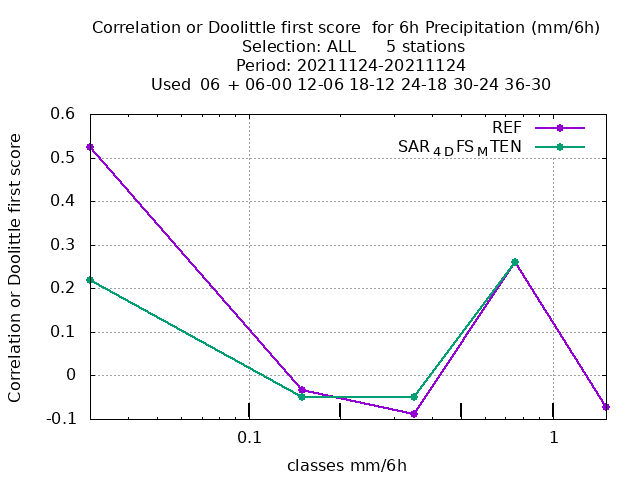 Correlation or Doolittle first score  for 6h Precipitation (mm/6h)
Selection: ALL      5 stations
Period: 20211124-20211124
Used  06 + 06-00 12-06 18-12 24-18 30-24 36-30
0.6
0.5
0.4
0.3
0.2
0.1
0
-0.1
Correlation or Doolittle first score
REF
SAR4DFSMTEN
0.1
1
classes mm/6h